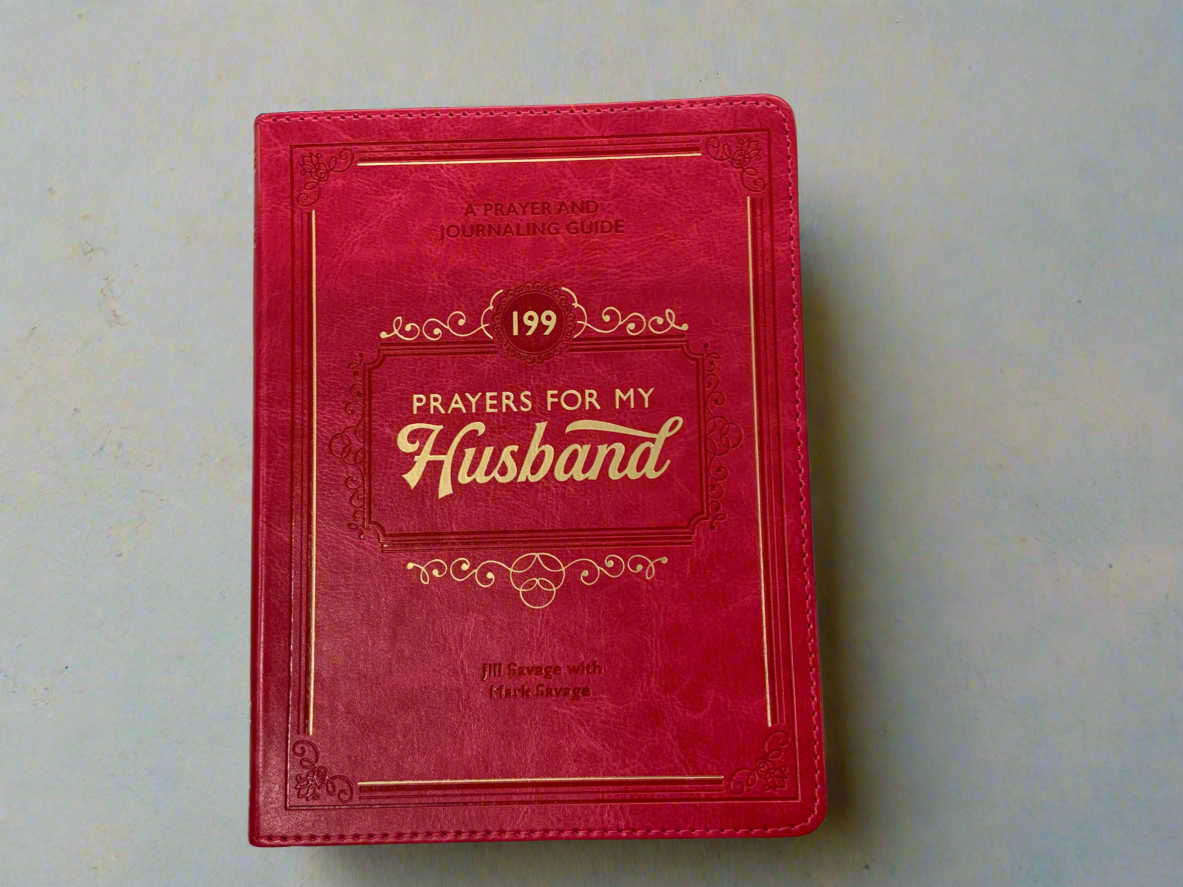 A PRAYER AND
JOURNALING GUIDE
199
PRAYERS FOR MY
Husband
Jill Savage with
Mark Savage